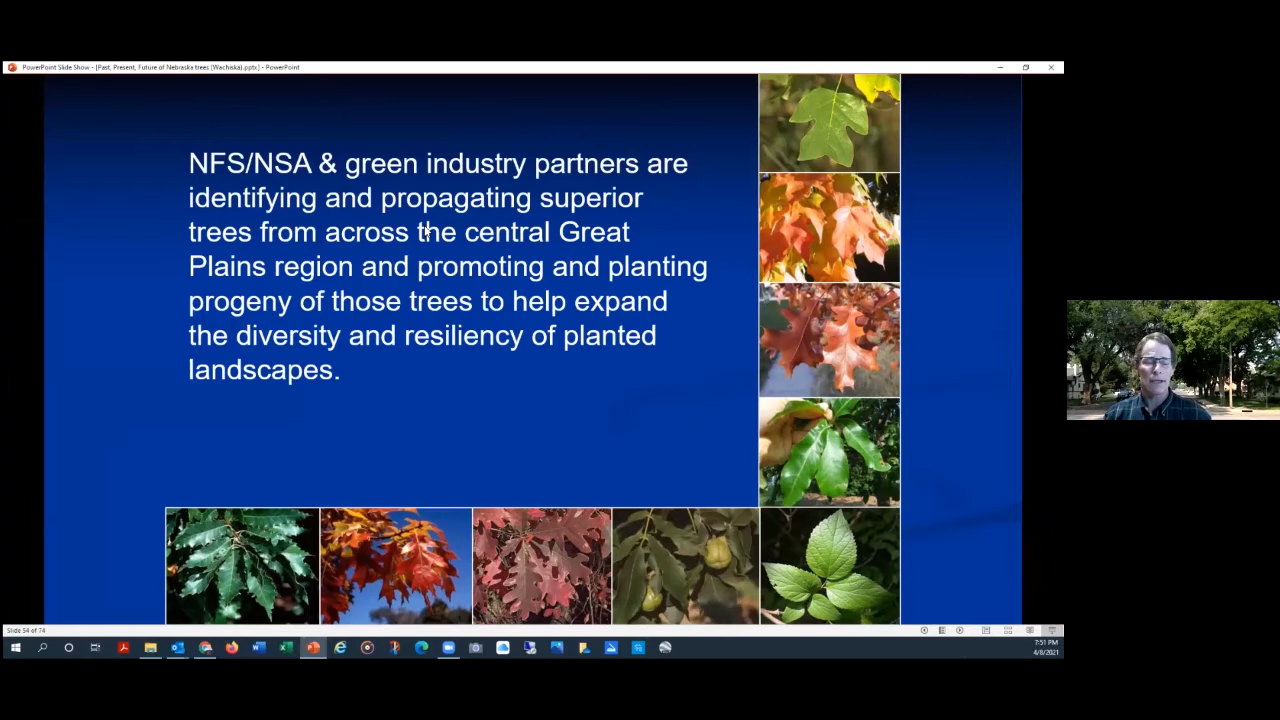 PowerPoint Slide Show - [Past, Present, Future of Nebraska trees (Wachiska).pptx] - PowerPoint
NFS/NSA & green industry partners are
identifying and propagating superior
trees from across the central Great
Plains region and promoting and planting
progeny of those trees to help expand
the diversity and resiliency of planted
landscapes.
Slide 54 of 74
7:51 PM
4/8/2021